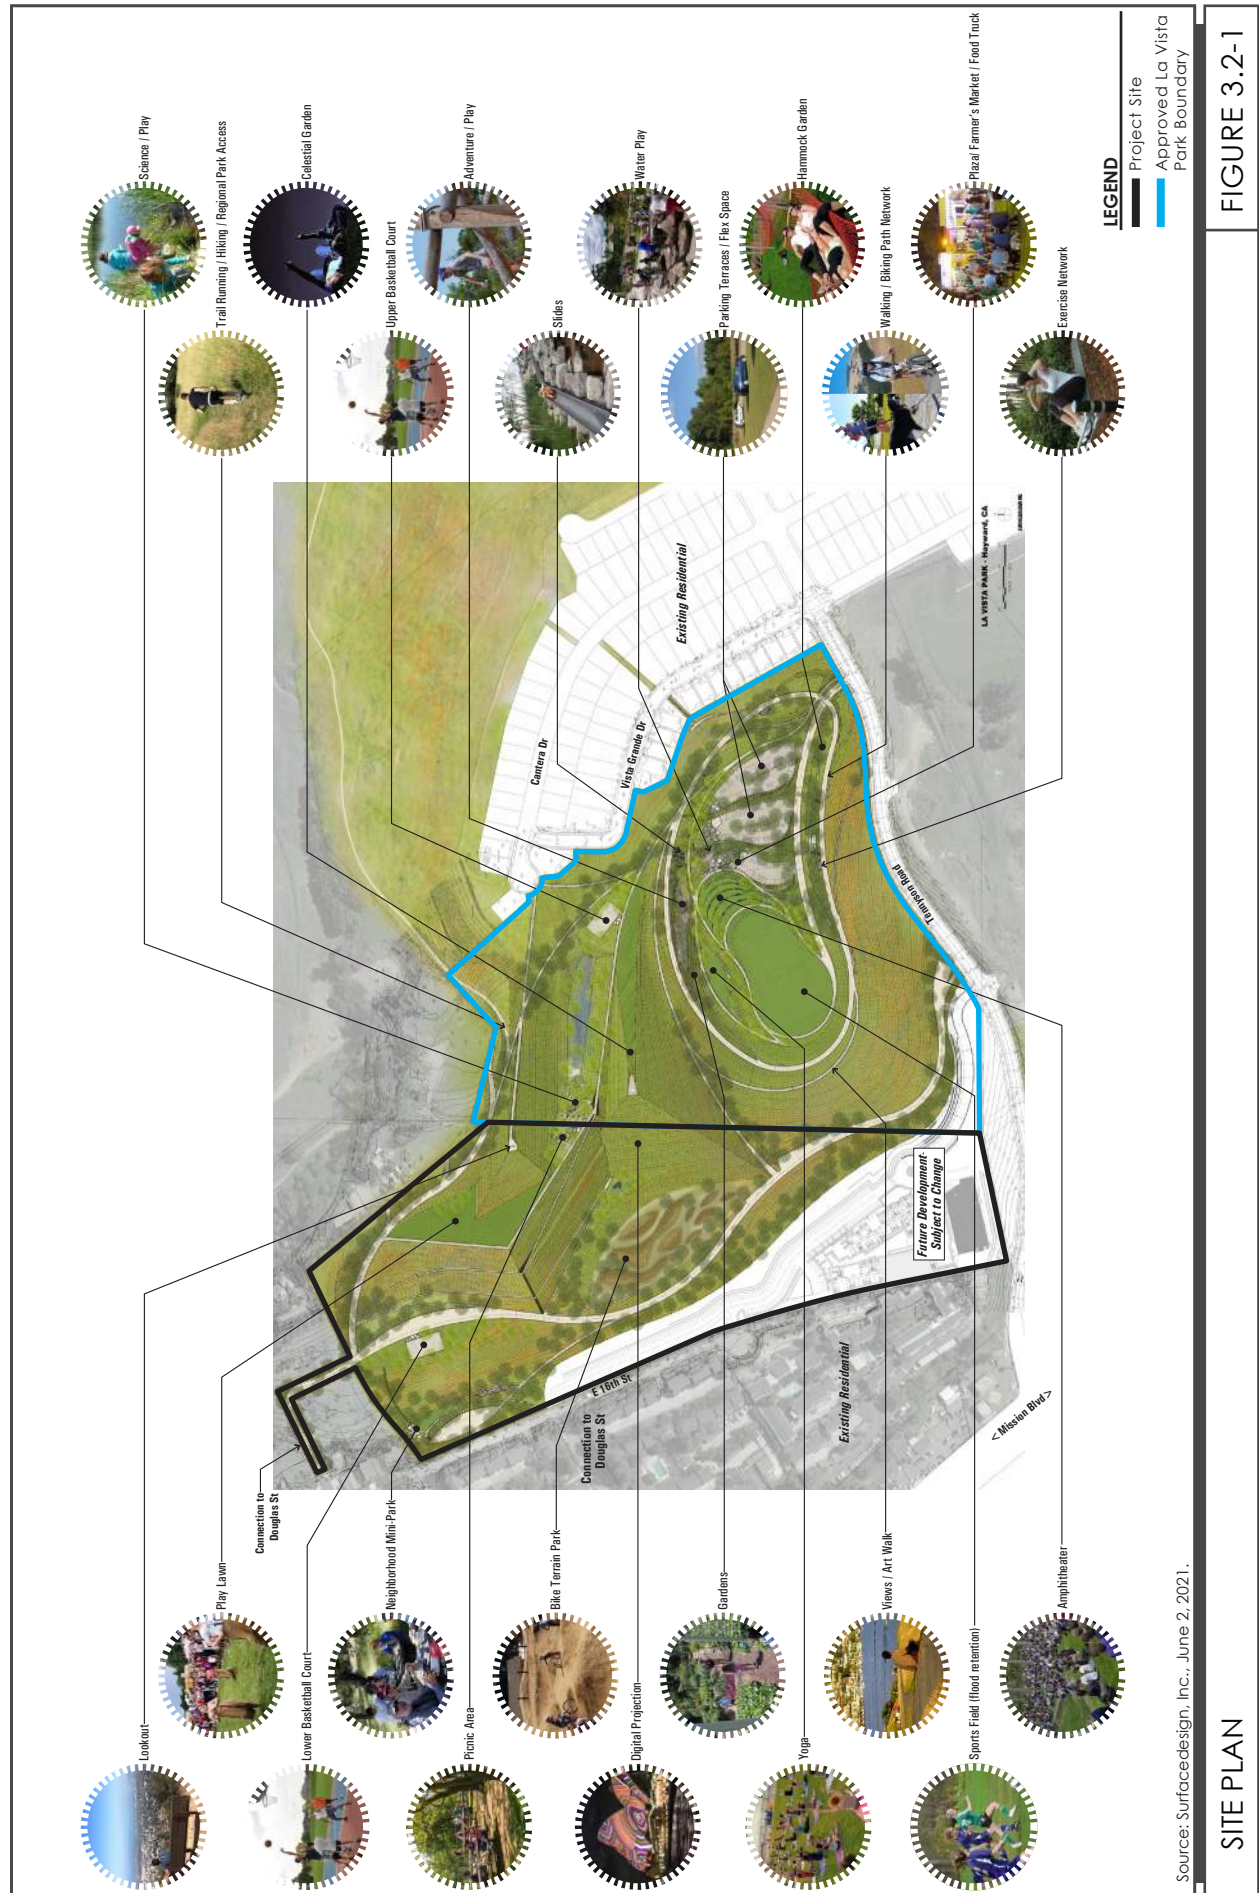 Lookout
Play Lawn
Lower Basketball Court
Neighborhood Mini-Park
Picnic Area
Bike Terrain Park
Digital Projection
Gardens
Yoga
Views / Art Walk
Sports Field (flood retention)
Amphitheater
Science / Play
Trail Running / Hiking / Regional Park Access
Celestial Garden
Upper Basketball Court
Adventure / Play
Slides
Water Play
Parking Terraces / Flex Space
Hammock Garden
Walking / Biking Path Network
Plaza/ Farmer's Market / Food Truck
Exercise Network
Connection to
Douglas St
Connection to
Douglas St
E 16th St
Existing Residential
< Mission Blvd >
Future Development-
Subject to Change
Tennyson Road
Cantera Dr
Vista Grande Dr
Existing Residential
LA VISTA PARK - Hayward, CA
LEGEND
Project Site
Approved La Vista
Park Boundary
Source: Surfacedesign, Inc., June 2, 2021.
SITE PLAN
FIGURE 3.2-1